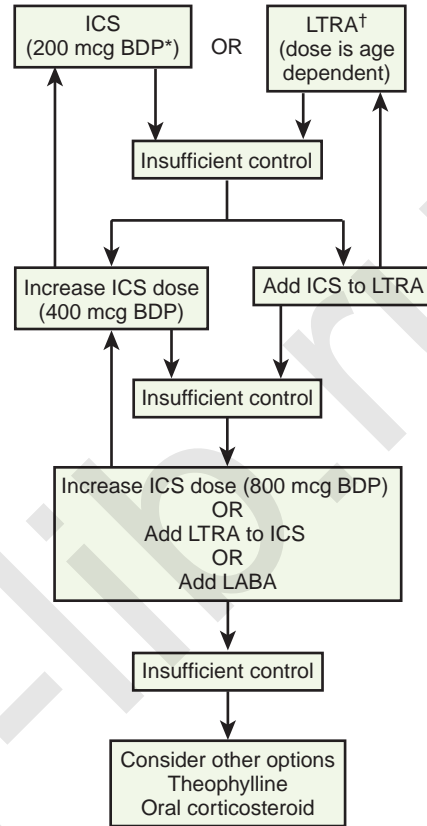 ICS
(200 mcg BDP*)
OR
LTRA†
(dose is age
dependent)
Insufficient control
Increase ICS dose
(400 mcg BDP)
Add ICS to LTRA
Insufficient control
Increase ICS dose (800 mcg BDP)
OR
Add LTRA to ICS
OR
Add LABA
Insufficient control
Consider other options
Theophylline
Oral corticosteroid